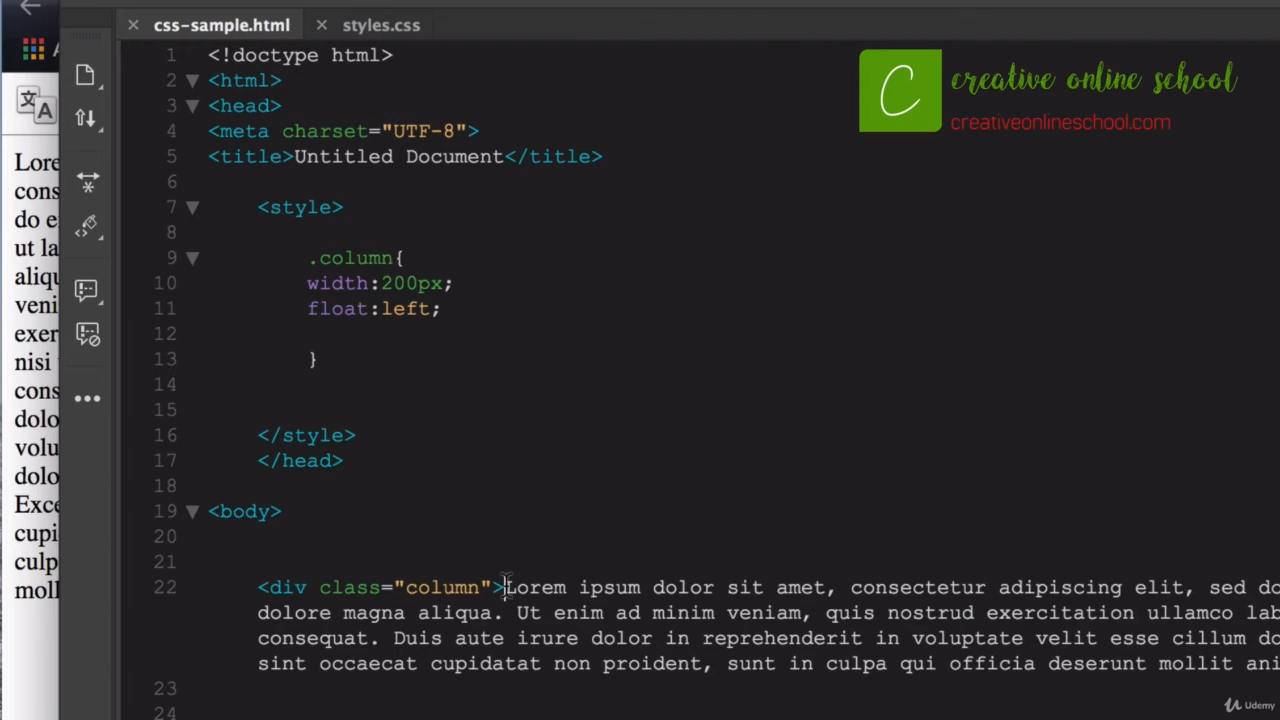 css-sample.html
styles.css
creative online school
creativeonlineschool.com
C
文
A
1 <!doctype html>
2 <html>
3 <head>
4 <meta charset="UTF-8">
5 <title>Untitled Document</title>
6
7 <style>
8
9 .column{
10 width:200px;
11 float:left;
12
13 }
14
15
16 </style>
17 </head>
18
19 <body>
20
21
22 <div class="column">Lorem ipsum dolor sit amet, consectetur adipiscing elit, sed do
dolore magna aliqua. Ut enim ad minim veniam, quis nostrud exercitation ullamco lab
consequat. Duis aute irure dolor in reprehenderit in voluptate velit esse cillum do
sint occaecat cupidatat non proident, sunt in culpa qui officia deserunt mollit ani
23
24
Lore
cons
do e
ut la
aliqu
veni
exer
nisi
cons
dolo
volu
dolo
Exce
cupi
culp
moll
Udemy